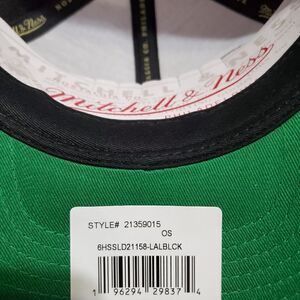 Mitchell & Ness
STYLE# 21359015
OS
6HSSLD21158-LALBLCK
1 96294 29837 4